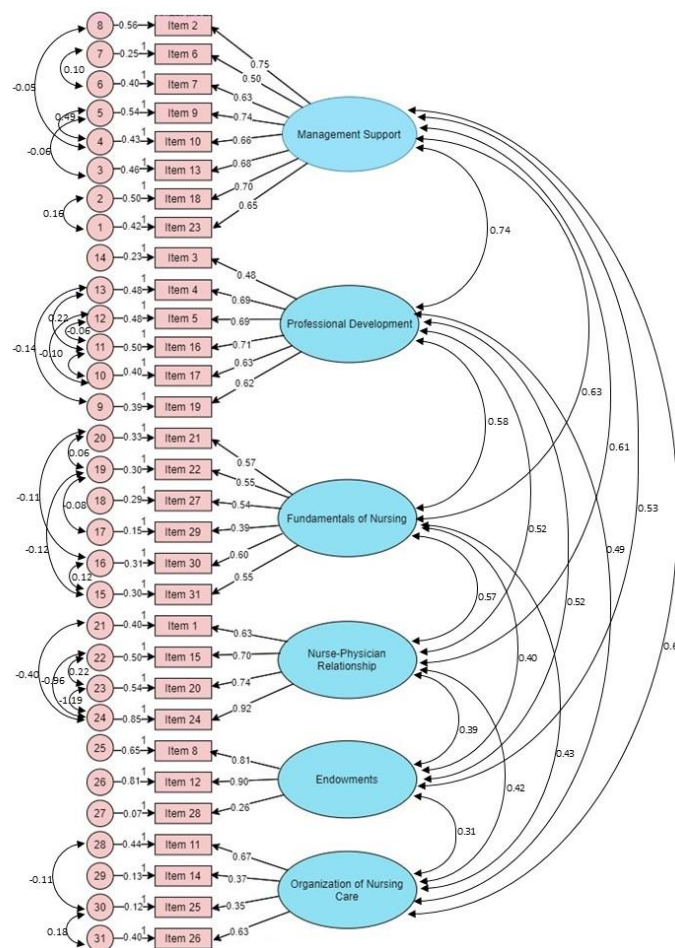 8 0.56 1 Item 2
7 0.25 1 Item 6
6 0.40 1 Item 7
5 0.54 1 Item 9
4 0.43 1 Item 10
3 0.46 1 Item 13
2 0.50 1 Item 18
1 0.42 1 Item 23
-0.05
0.10
0.49
-0.06
0.16
0.75
0.50
0.63
0.74
0.66
0.68
0.70
0.65
Management Support
14 0.23 1 Item 3
13 0.48 1 Item 4
12 0.48 1 Item 5
11 0.50 1 Item 16
10 0.40 1 Item 17
9 0.39 1 Item 19
0.22
-0.06
-0.14
-0.10
0.48
0.69
0.69
0.71
0.63
0.62
Professional Development
20 0.33 1 Item 21
19 0.30 1 Item 22
18 0.29 1 Item 27
17 0.15 1 Item 29
16 0.31 1 Item 30
15 0.30 1 Item 31
0.06
-0.11
-0.08
-0.12
0.12
0.57
0.55
0.54
0.39
0.60
0.55
Fundamentals of Nursing
21 0.40 1 Item 1
22 0.50 1 Item 15
23 0.54 1 Item 20
24 0.85 1 Item 24
-0.40
0.22
-0.96
-1.19
0.63
0.70
0.74
0.92
Nurse-Physician
Relationship
25 0.65 1 Item 8
26 0.81 1 Item 12
27 0.07 1 Item 28
0.81
0.90
0.26
Endowments
28 0.44 1 Item 11
29 0.13 1 Item 14
30 0.12 1 Item 25
31 0.40 1 Item 26
-0.11
0.18
0.67
0.37
0.35
0.63
Organization of Nursing
Care
0.74
0.63
0.58
0.61
0.53
0.52
0.49
0.57
0.52
0.40
0.39
0.43
0.42
0.31